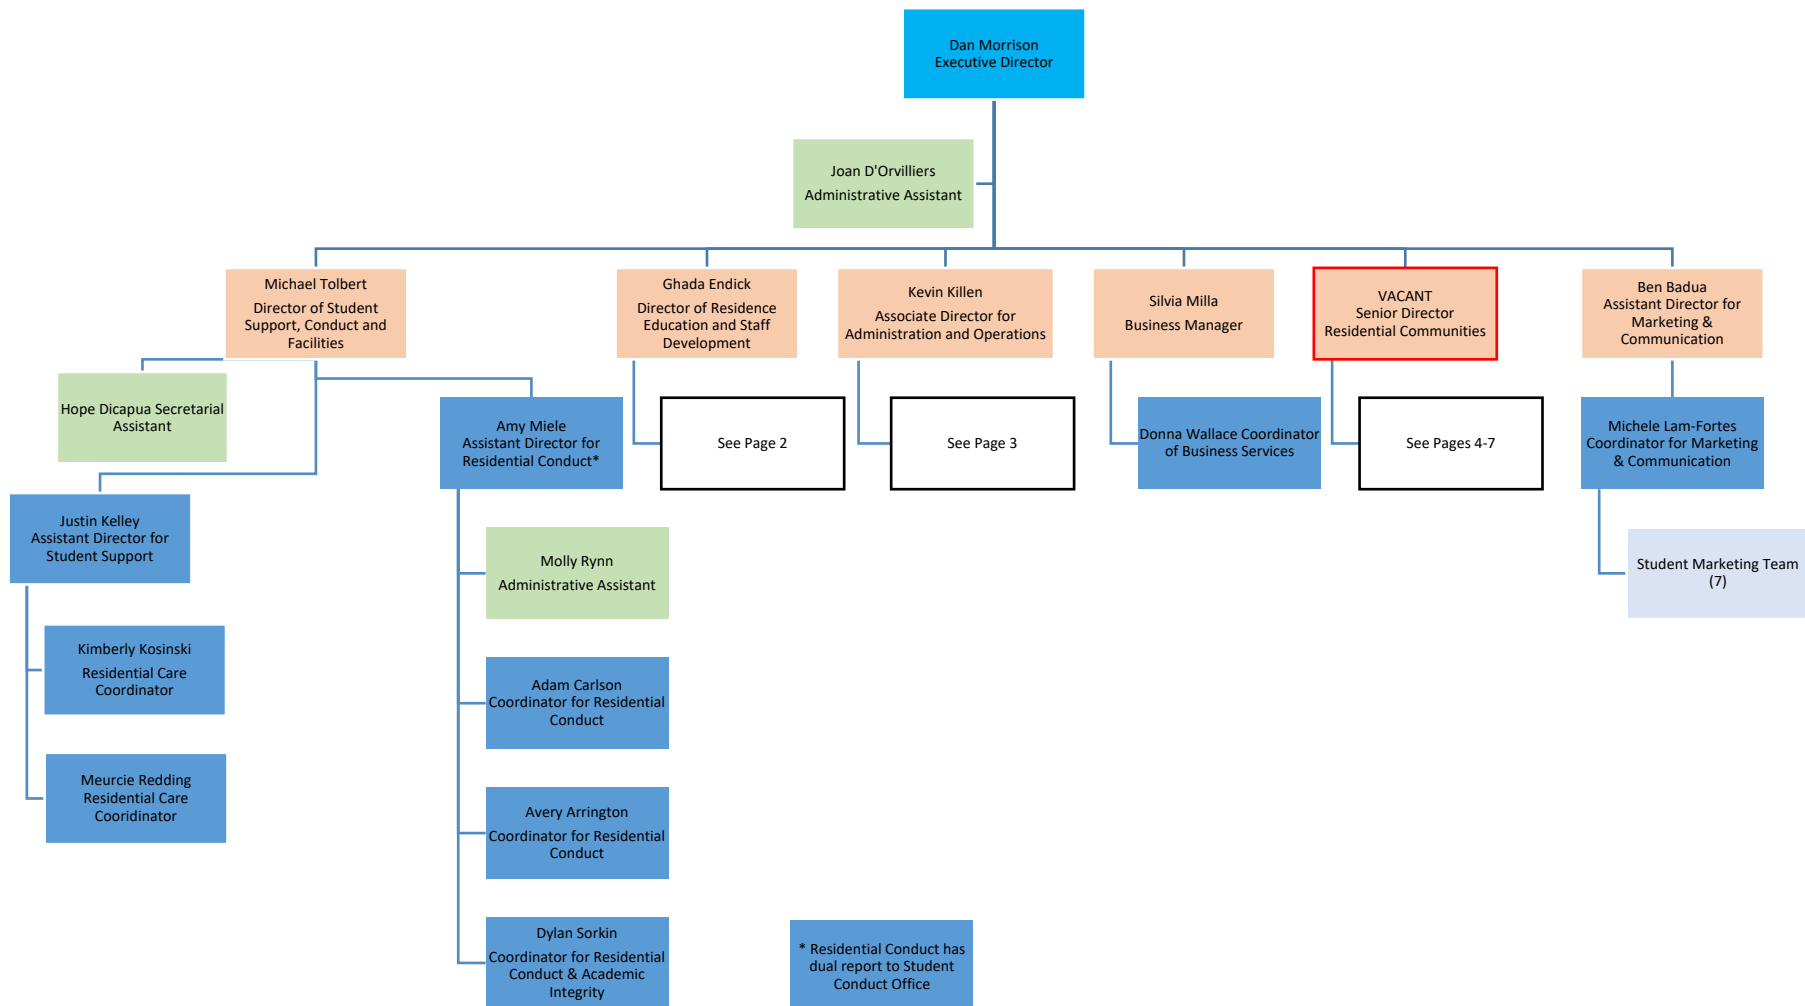 Dan Morrison
Executive Director
Joan D'Orvilliers
Administrative Assistant
Michael Tolbert
Director of Student
Support, Conduct and
Facilities
Ghada Endick
Director of Residence
Education and Staff
Development
Kevin Killen
Associate Director for
Administration and Operations
Silvia Milla
Business Manager
VACANT
Senior Director
Residential Communities
Ben Badua
Assistant Director for
Marketing &
Communication
Hope Dicapua Secretarial
Assistant
Amy Miele
Assistant Director for
Residential Conduct*
See Page 2
See Page 3
Donna Wallace Coordinator
of Business Services
See Pages 4-7
Michele Lam-Fortes
Coordinator for Marketing
& Communication
Justin Kelley
Assistant Director for
Student Support
Molly Rynn
Administrative Assistant
Student Marketing Team
(7)
Kimberly Kosinski
Residential Care
Coordinator
Adam Carlson
Coordinator for Residential
Conduct
Meurcie Redding
Residential Care
Cooridinator
Avery Arrington
Coordinator for Residential
Conduct
Dylan Sorkin
Coordinator for Residential
Conduct & Academic
Integrity
* Residential Conduct has
dual report to Student
Conduct Office